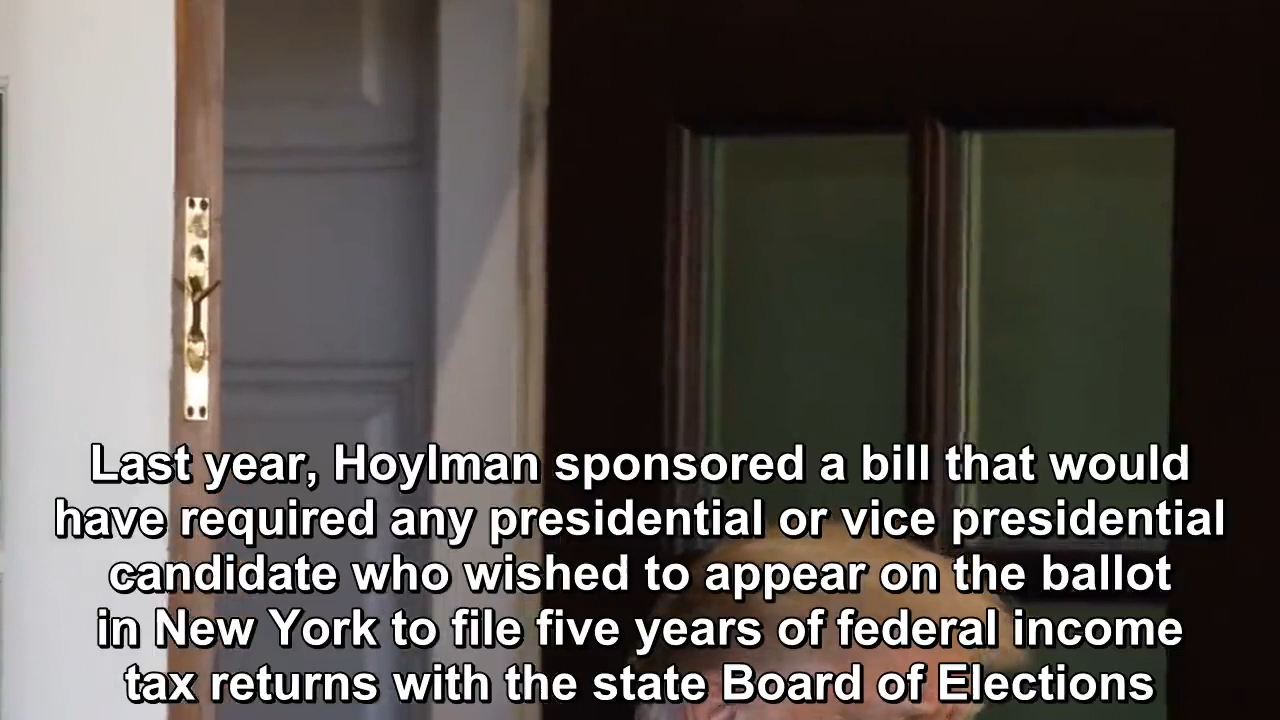 Last year, Hoylman sponsored a bill that would
have required any presidential or vice presidential
candidate who wished to appear on the ballot
in New York to file five years of federal income
tax returns with the state Board of Elections